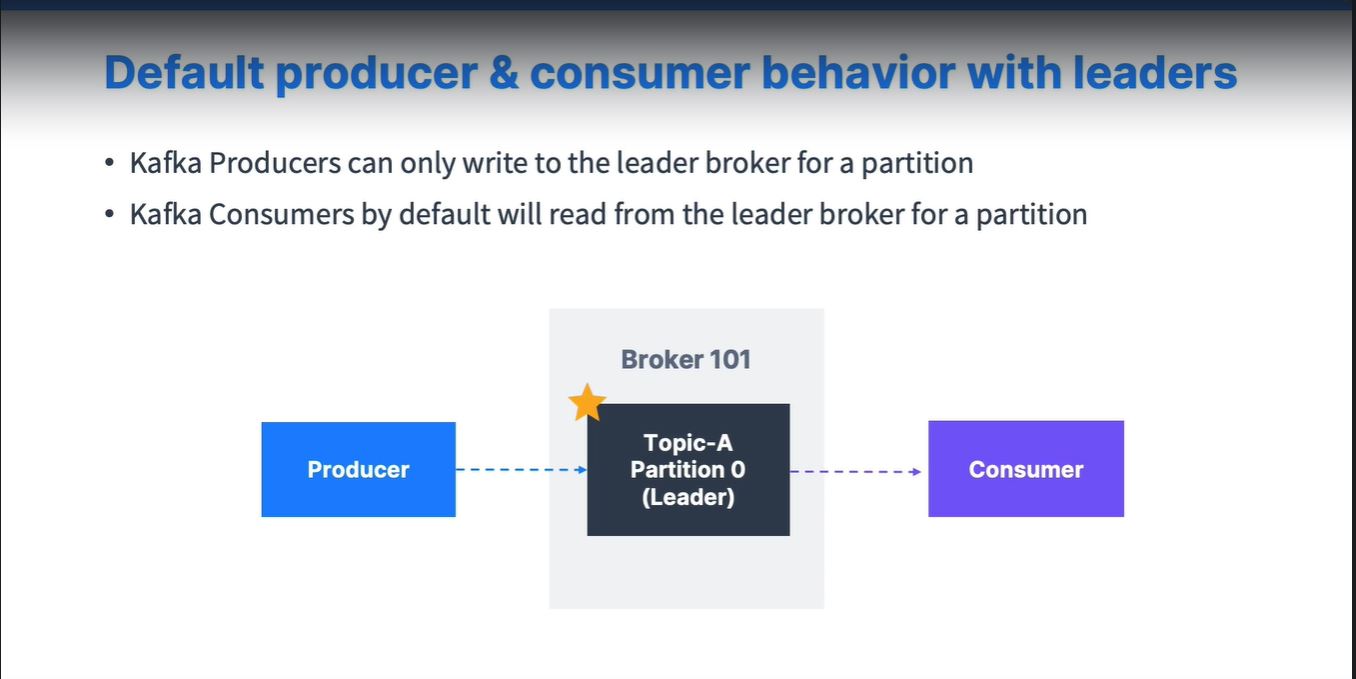 Default producer & consumer behavior with leaders
• Kafka Producers can only write to the leader broker for a partition
• Kafka Consumers by default will read from the leader broker for a partition
Broker 101
Producer
Topic-A
Partition 0
(Leader)
Consumer